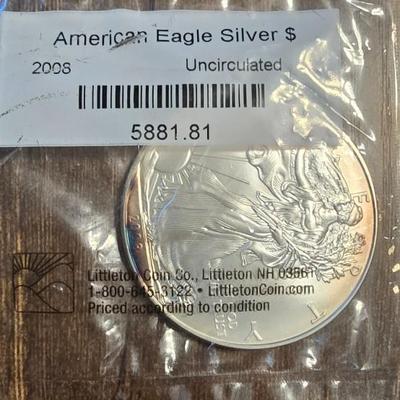 American Eagle Silver $
2008 Uncirculated
5881.81
Littleton Coin Co., Littleton NH 03561
1-800-645-3122 • LittletonCoin.com
Priced according to condition